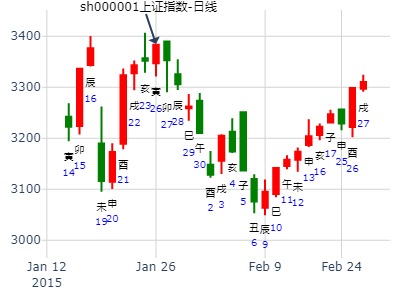 sh000001上证指数-日线
3400
3300
3200
3100
3000
寅
14
卯
15
辰
16
未
19
申
20
酉
21
戌
22
亥
23
寅
26
卯
27
辰
28
巳
29
午
30
酉
2
戌
3
亥
4
子
5
丑
6
辰
9
巳
10
午
11
未
12
申
13
亥
16
子
17
申
25
酉
26
戌
27
Jan 12
2015
Jan 26
Feb 9
Feb 24